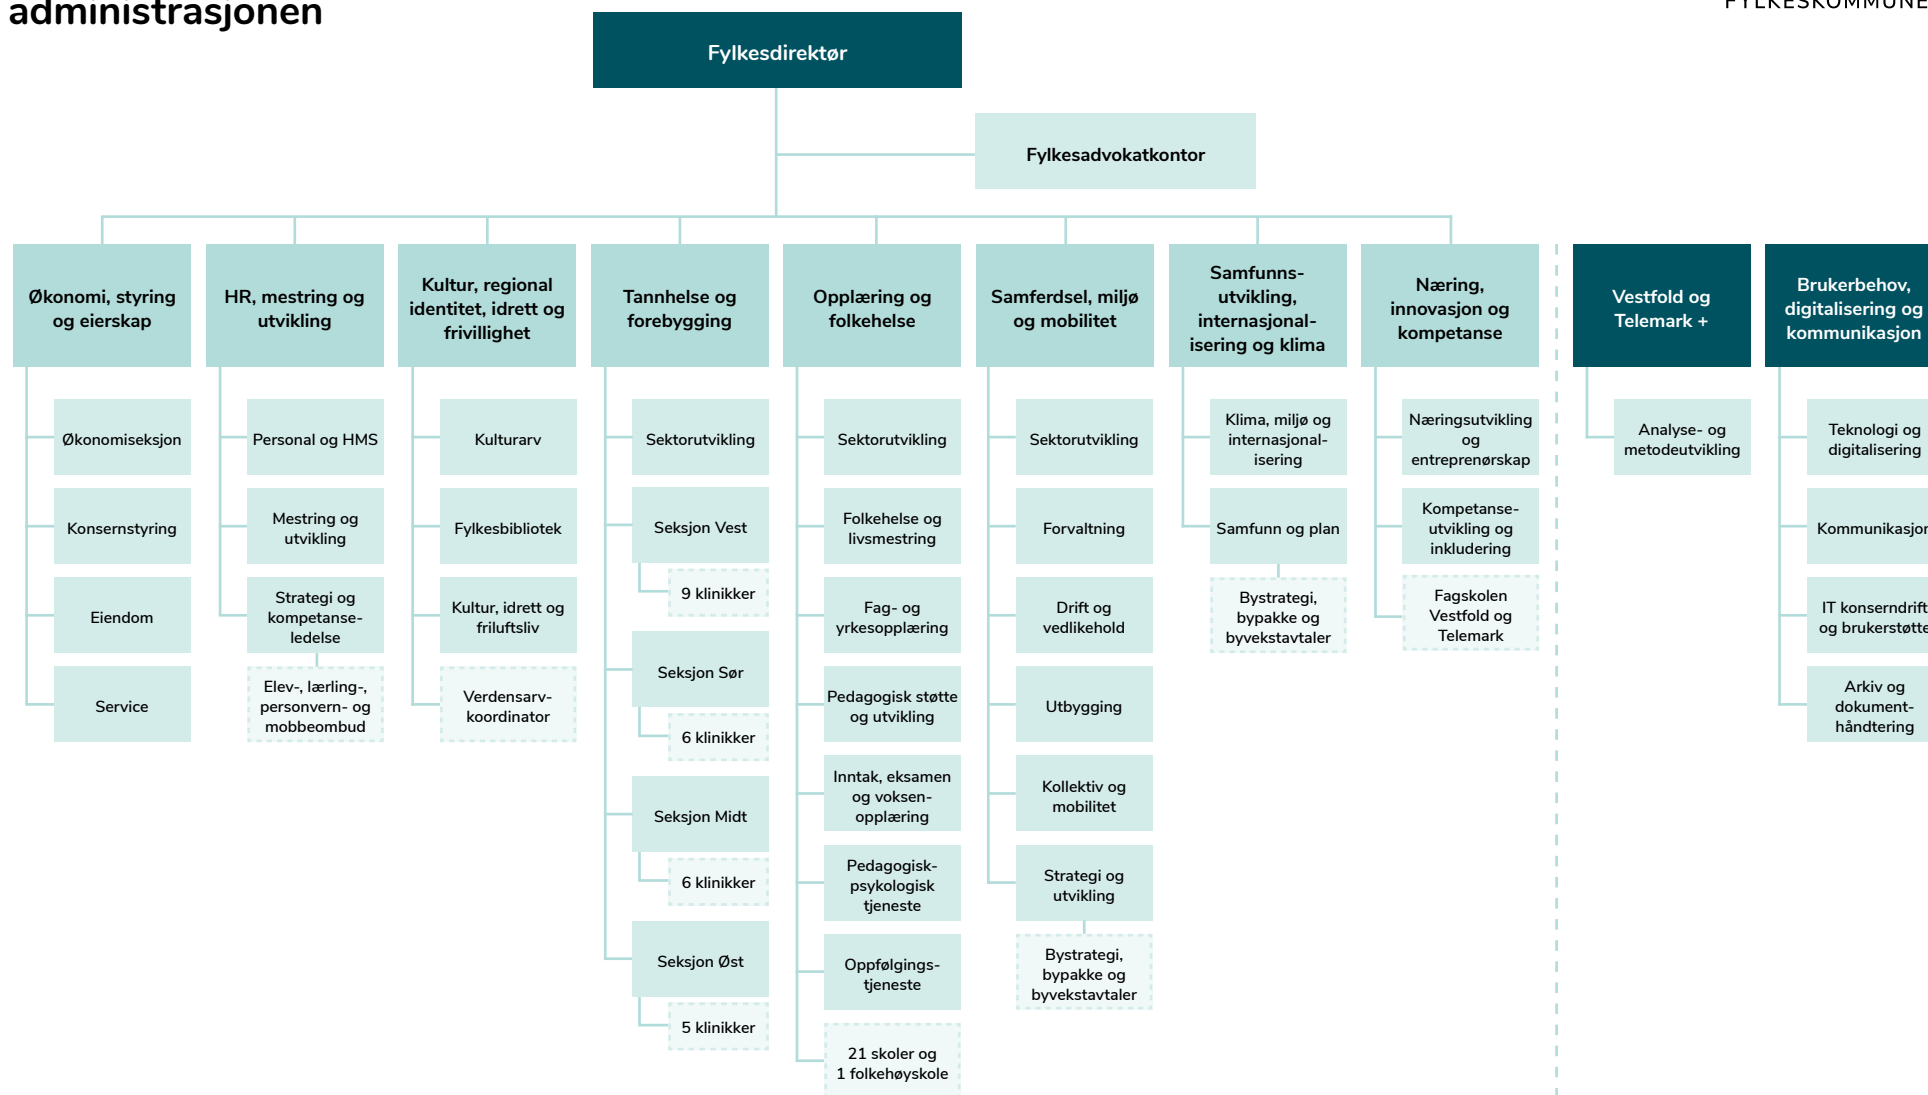 administrasjonen
FYLKESKOMMUNE
Fylkesdirektør
Fylkesadvokatkontor
Økonomi, styring
og eierskap
Økonomiseksjon
Konsernstyring
Eiendom
Service
HR, mestring og
utvikling
Personal og HMS
Mestring og
utvikling
Strategi og
kompetanse-
ledelse
Elev-, lærling-,
personvern- og
mobbeombud
Kultur, regional
identitet, idrett og
frivillighet
Kulturarv
Fylkesbibliotek
Kultur, idrett og
friluftsliv
Verdensarv-
koordinator
Tannhelse og
forebygging
Sektorutvikling
Seksjon Vest
9 klinikker
Seksjon Sør
6 klinikker
Seksjon Midt
6 klinikker
Seksjon Øst
5 klinikker
Opplæring og
folkehelse
Sektorutvikling
Folkehelse og
livsmestring
Fag- og
yrkesopplæring
Pedagogisk støtte
og utvikling
Inntak, eksamen
og voksen-
opplæring
Pedagogisk-
psykologisk
tjeneste
Oppfølgings-
tjeneste
21 skoler og
1 folkehøyskole
Samferdsel, miljø
og mobilitet
Sektorutvikling
Forvaltning
Drift og
vedlikehold
Utbygging
Kollektiv og
mobilitet
Strategi og
utvikling
Bystrategi,
bypakke og
byvekstavtaler
Samfunns-
utvikling,
internasjonal-
isering og klima
Klima, miljø og
internasjonal-
isering
Samfunn og plan
Bystrategi,
bypakke og
byvekstavtaler
Næring,
innovasjon og
kompetanse
Næringsutvikling
og
entreprenørskap
Kompetanse-
utvikling og
inkludering
Fagskolen
Vestfold og
Telemark
Vestfold og
Telemark +
Analyse- og
metodeutvikling
Brukerbehov,
digitalisering og
kommunikasjon
Teknologi og
digitalisering
Kommunikasjon
IT konserndrift
og brukerstøtte
Arkiv og
dokument-
håndtering